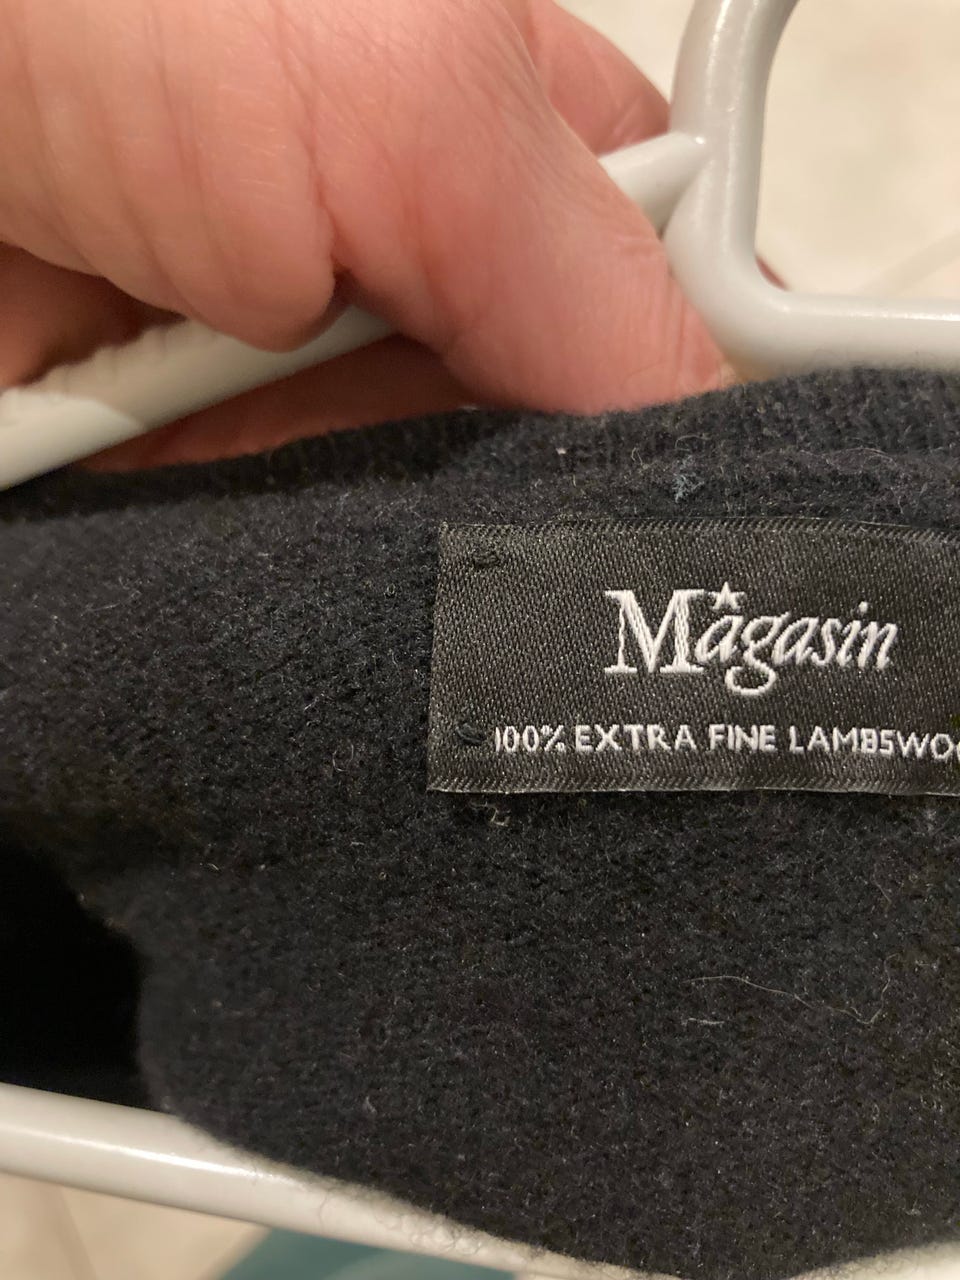 Magasin
100% EXTRA FINE LAMBSWOO